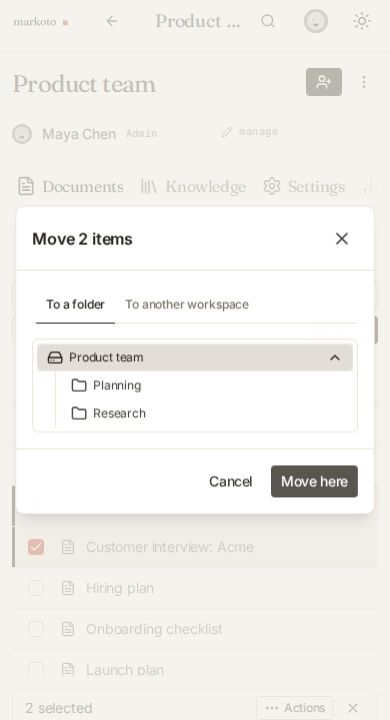 markoto
Product ...
Product team
Maya Chen Admin
manage
Documents Knowledge Settings
Move 2 items
To a folder To another workspace
Product team
Planning
Research
Cancel Move here
Customer interview: Acme
Hiring plan
Onboarding checklist
Launch plan
2 selected
Actions